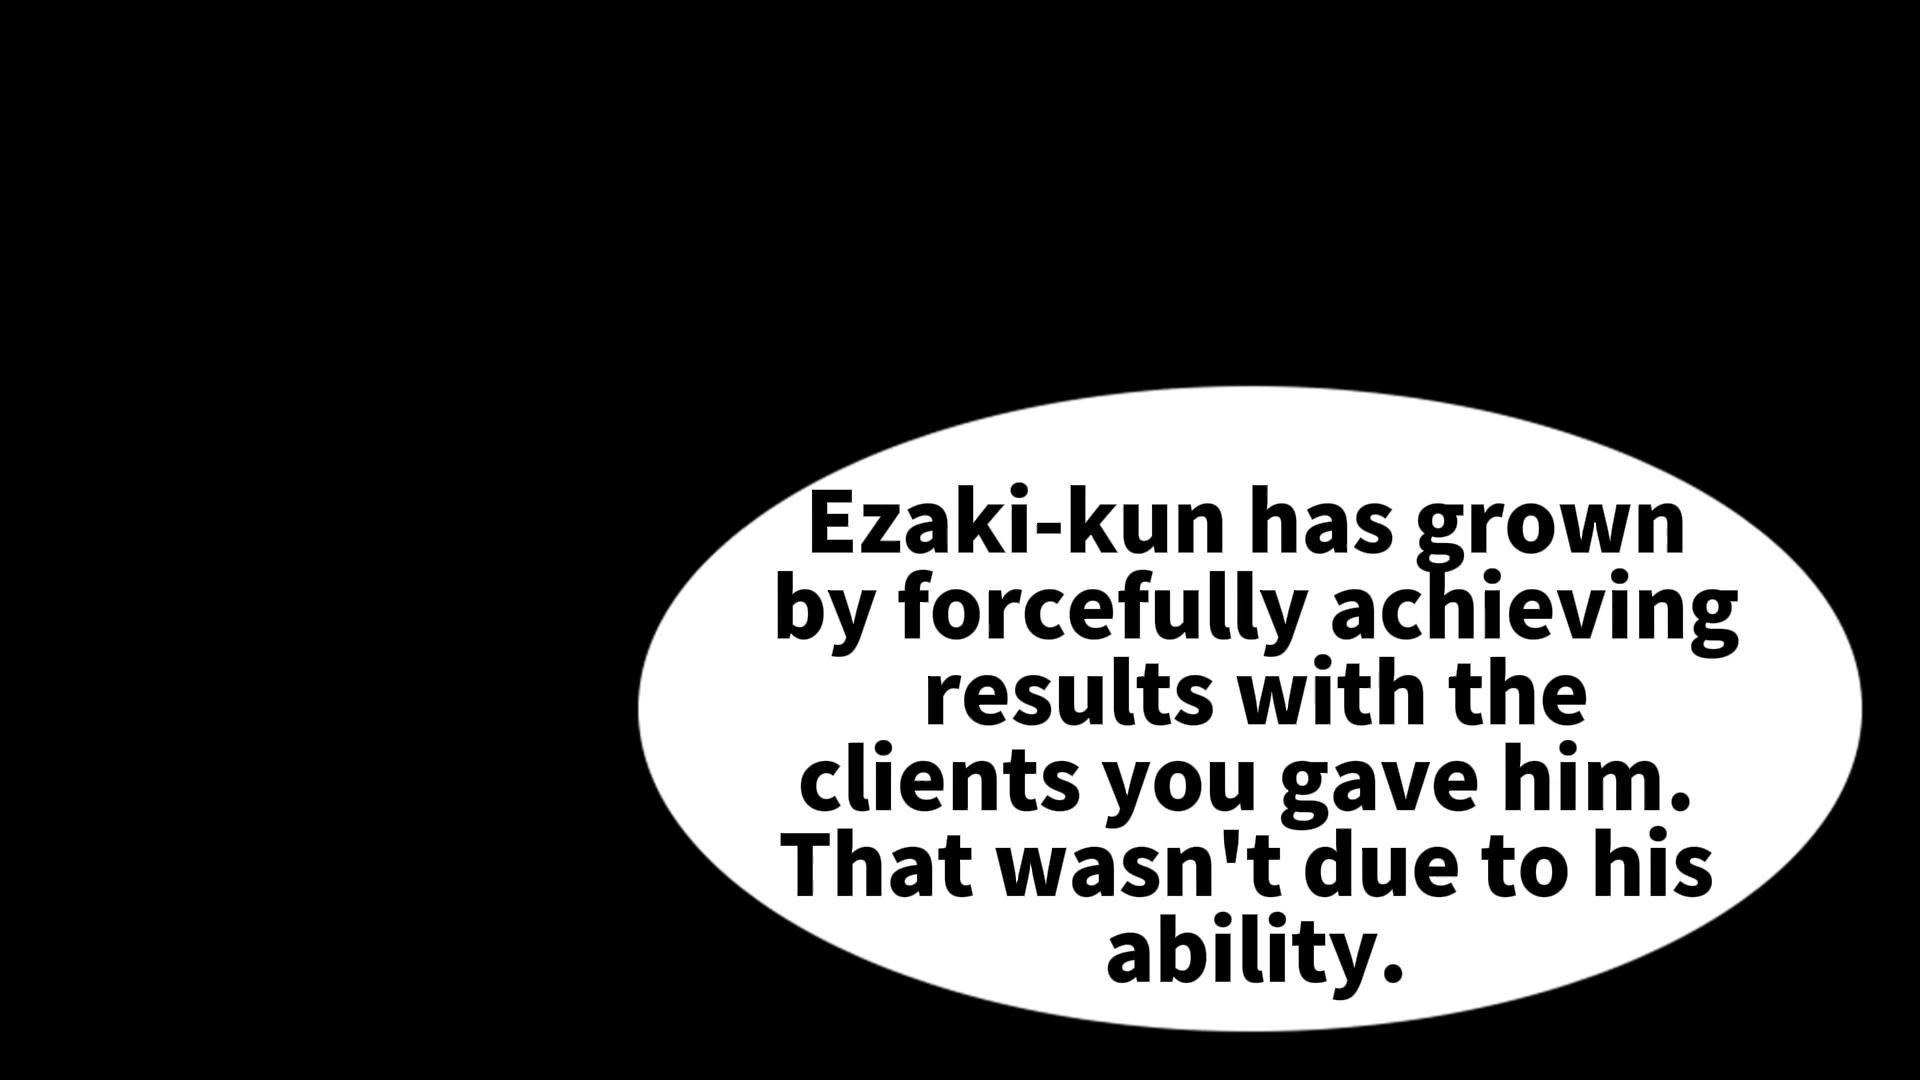 Ezaki-kun has grown
by forcefully achieving
results with the
clients you gave him.
That wasn't due to his
ability.